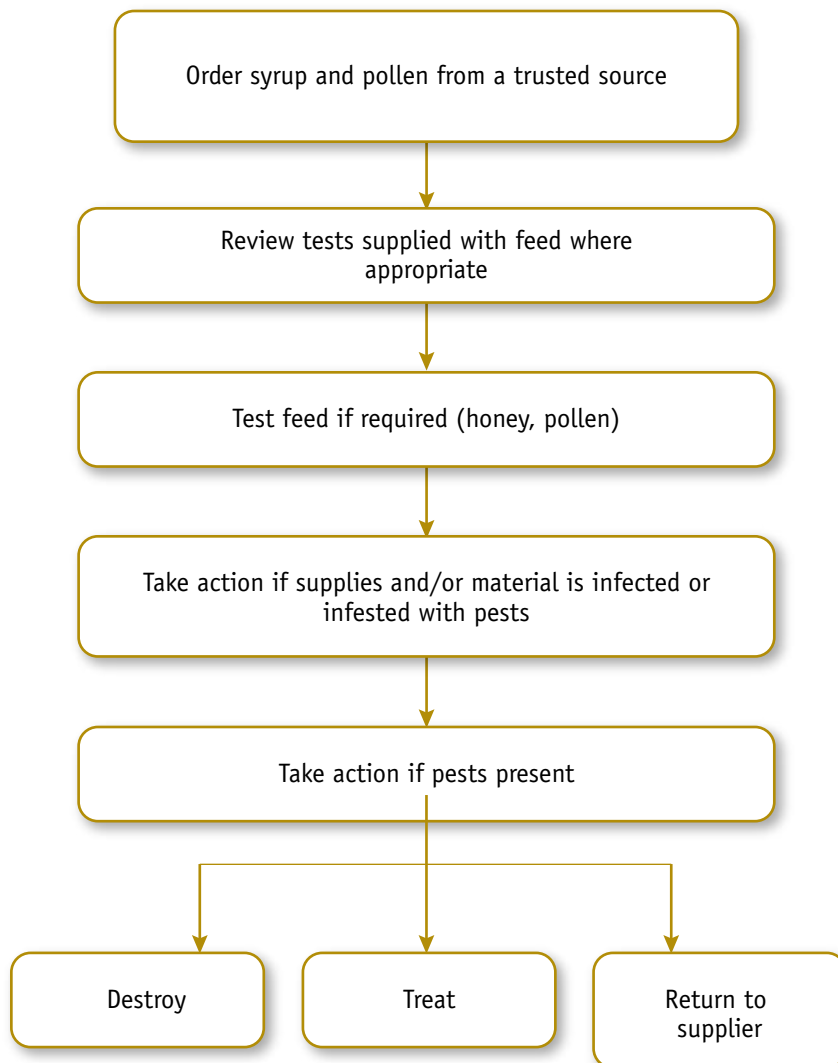 Order syrup and pollen from a trusted source
Review tests supplied with feed where
appropriate
Test feed if required (honey, pollen)
Take action if supplies and/or material is infected or
infested with pests
Take action if pests present
Destroy
Treat
Return to
supplier